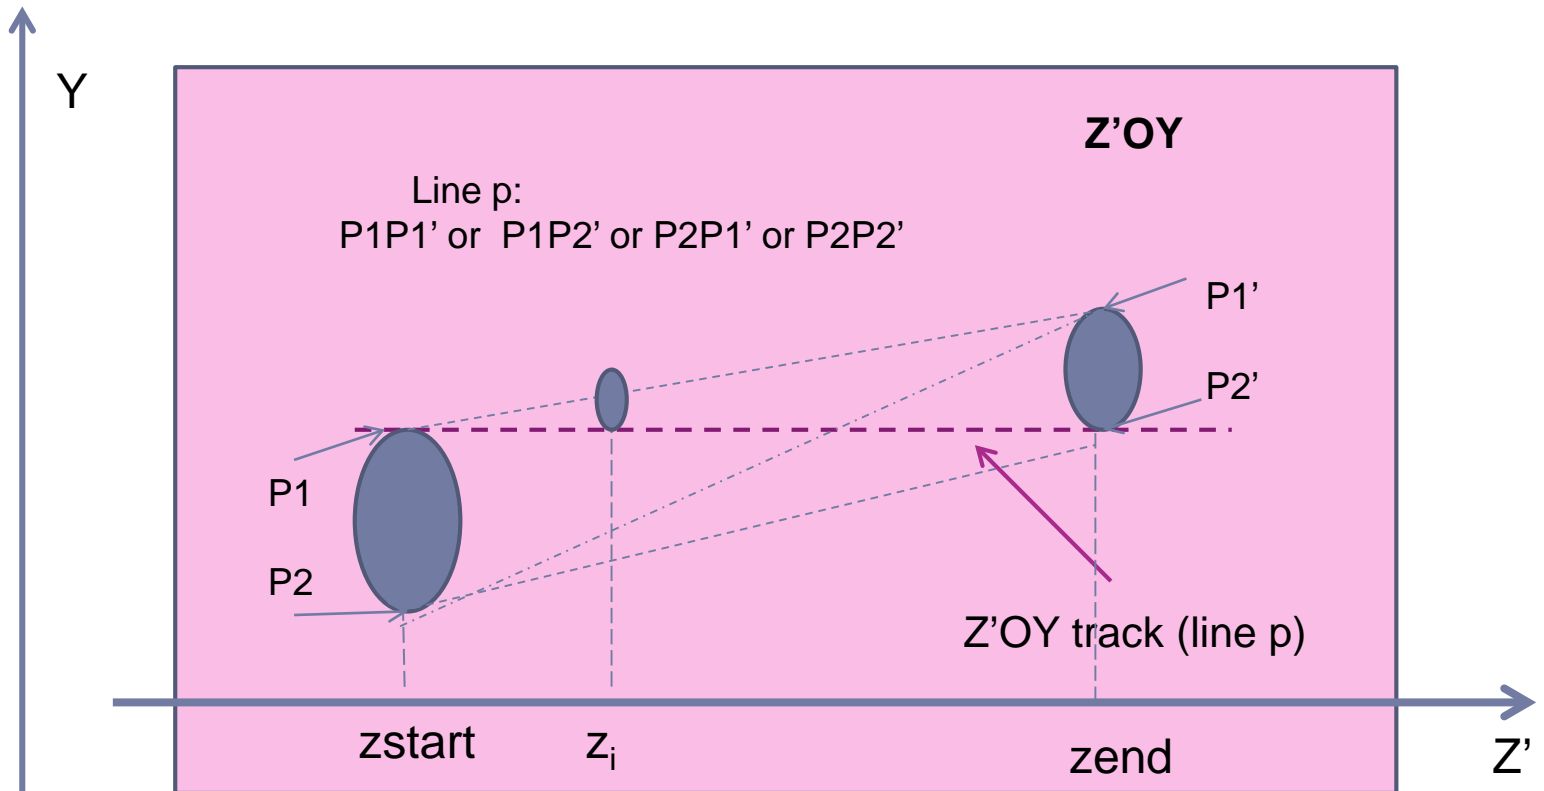 Y
Z’OY
Line p:
P1P1’ or P1P2’ or P2P1’ or P2P2’
P1’
P2’
P1
P2
Z’OY track (line p)
zstart
zi
zend
Z’